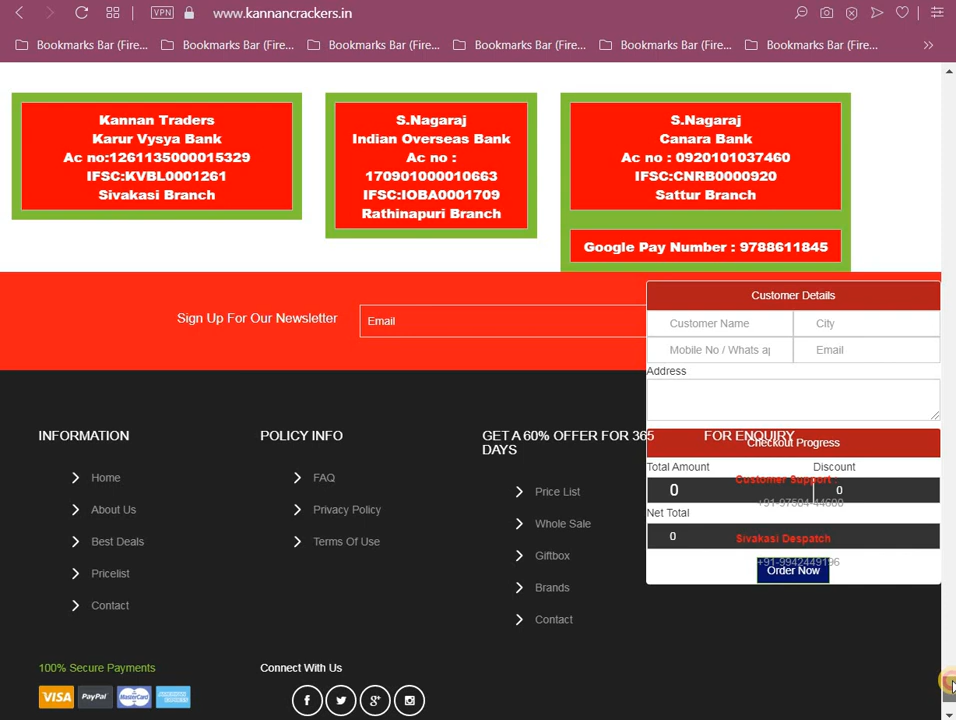 VPN
www.kannancrackers.in
Bookmarks Bar (Fire...
Bookmarks Bar (Fire...
Bookmarks Bar (Fire...
Bookmarks Bar (Fire...
Bookmarks Bar (Fire...
Bookmarks Bar (Fire...
Kannan Traders
Karur Vysya Bank
Ac no:1261135000015329
IFSC:KVBL0001261
Sivakasi Branch
S.Nagaraj
Indian Overseas Bank
Ac no :
170901000010663
IFSC:IOBA0001709
Rathinapuri Branch
S.Nagaraj
Canara Bank
Ac no : 0920101037460
IFSC:CNRB0000920
Sattur Branch
Google Pay Number : 9788611845
Sign Up For Our Newsletter
Email
Customer Details
Customer Name
City
Mobile No / Whats ap
Email
Address
Checkout Progress
Total Amount
Discount
0
0
Net Total
0
Order Now
INFORMATION
Home
About Us
Best Deals
Pricelist
Contact
POLICY INFO
FAQ
Privacy Policy
Terms Of Use
GET A 60% OFFER FOR 365
DAYS
Price List
Whole Sale
Giftbox
Brands
Contact
FOR ENQUIRY
Customer Support :
Sivakasi Despatch
+91-9942449196
100% Secure Payments
VISA
PayPal
MasterCard
Connect With Us